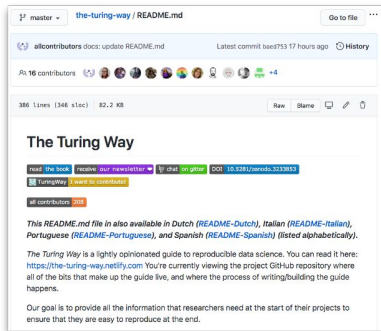 master the-turing-way / README.md Go to file ...
allcontributors docs: update README.md Latest commit baed753 17 hours ago History
16 contributors +4
386 lines (346 sloc) 82.2 KB Raw Blame
The Turing Way
read the book receive our newsletter ❤ chat on gitter DOI 10.5281/zenodo.3233853
TuringWay I want to contribute!
all contributors 208
This README.md file in also available in Dutch (README-Dutch), Italian (README-Italian),
Portuguese (README-Portuguese), and Spanish (README-Spanish) (listed alphabetically).
The Turing Way is a lightly opinionated guide to reproducible data science. You can read it here:
https://the-turing-way.netlify.com You're currently viewing the project GitHub repository where
all of the bits that make up the guide live, and where the process of writing/building the guide
happens.
Our goal is to provide all the information that researchers need at the start of their projects to
ensure that they are easy to reproduce at the end.